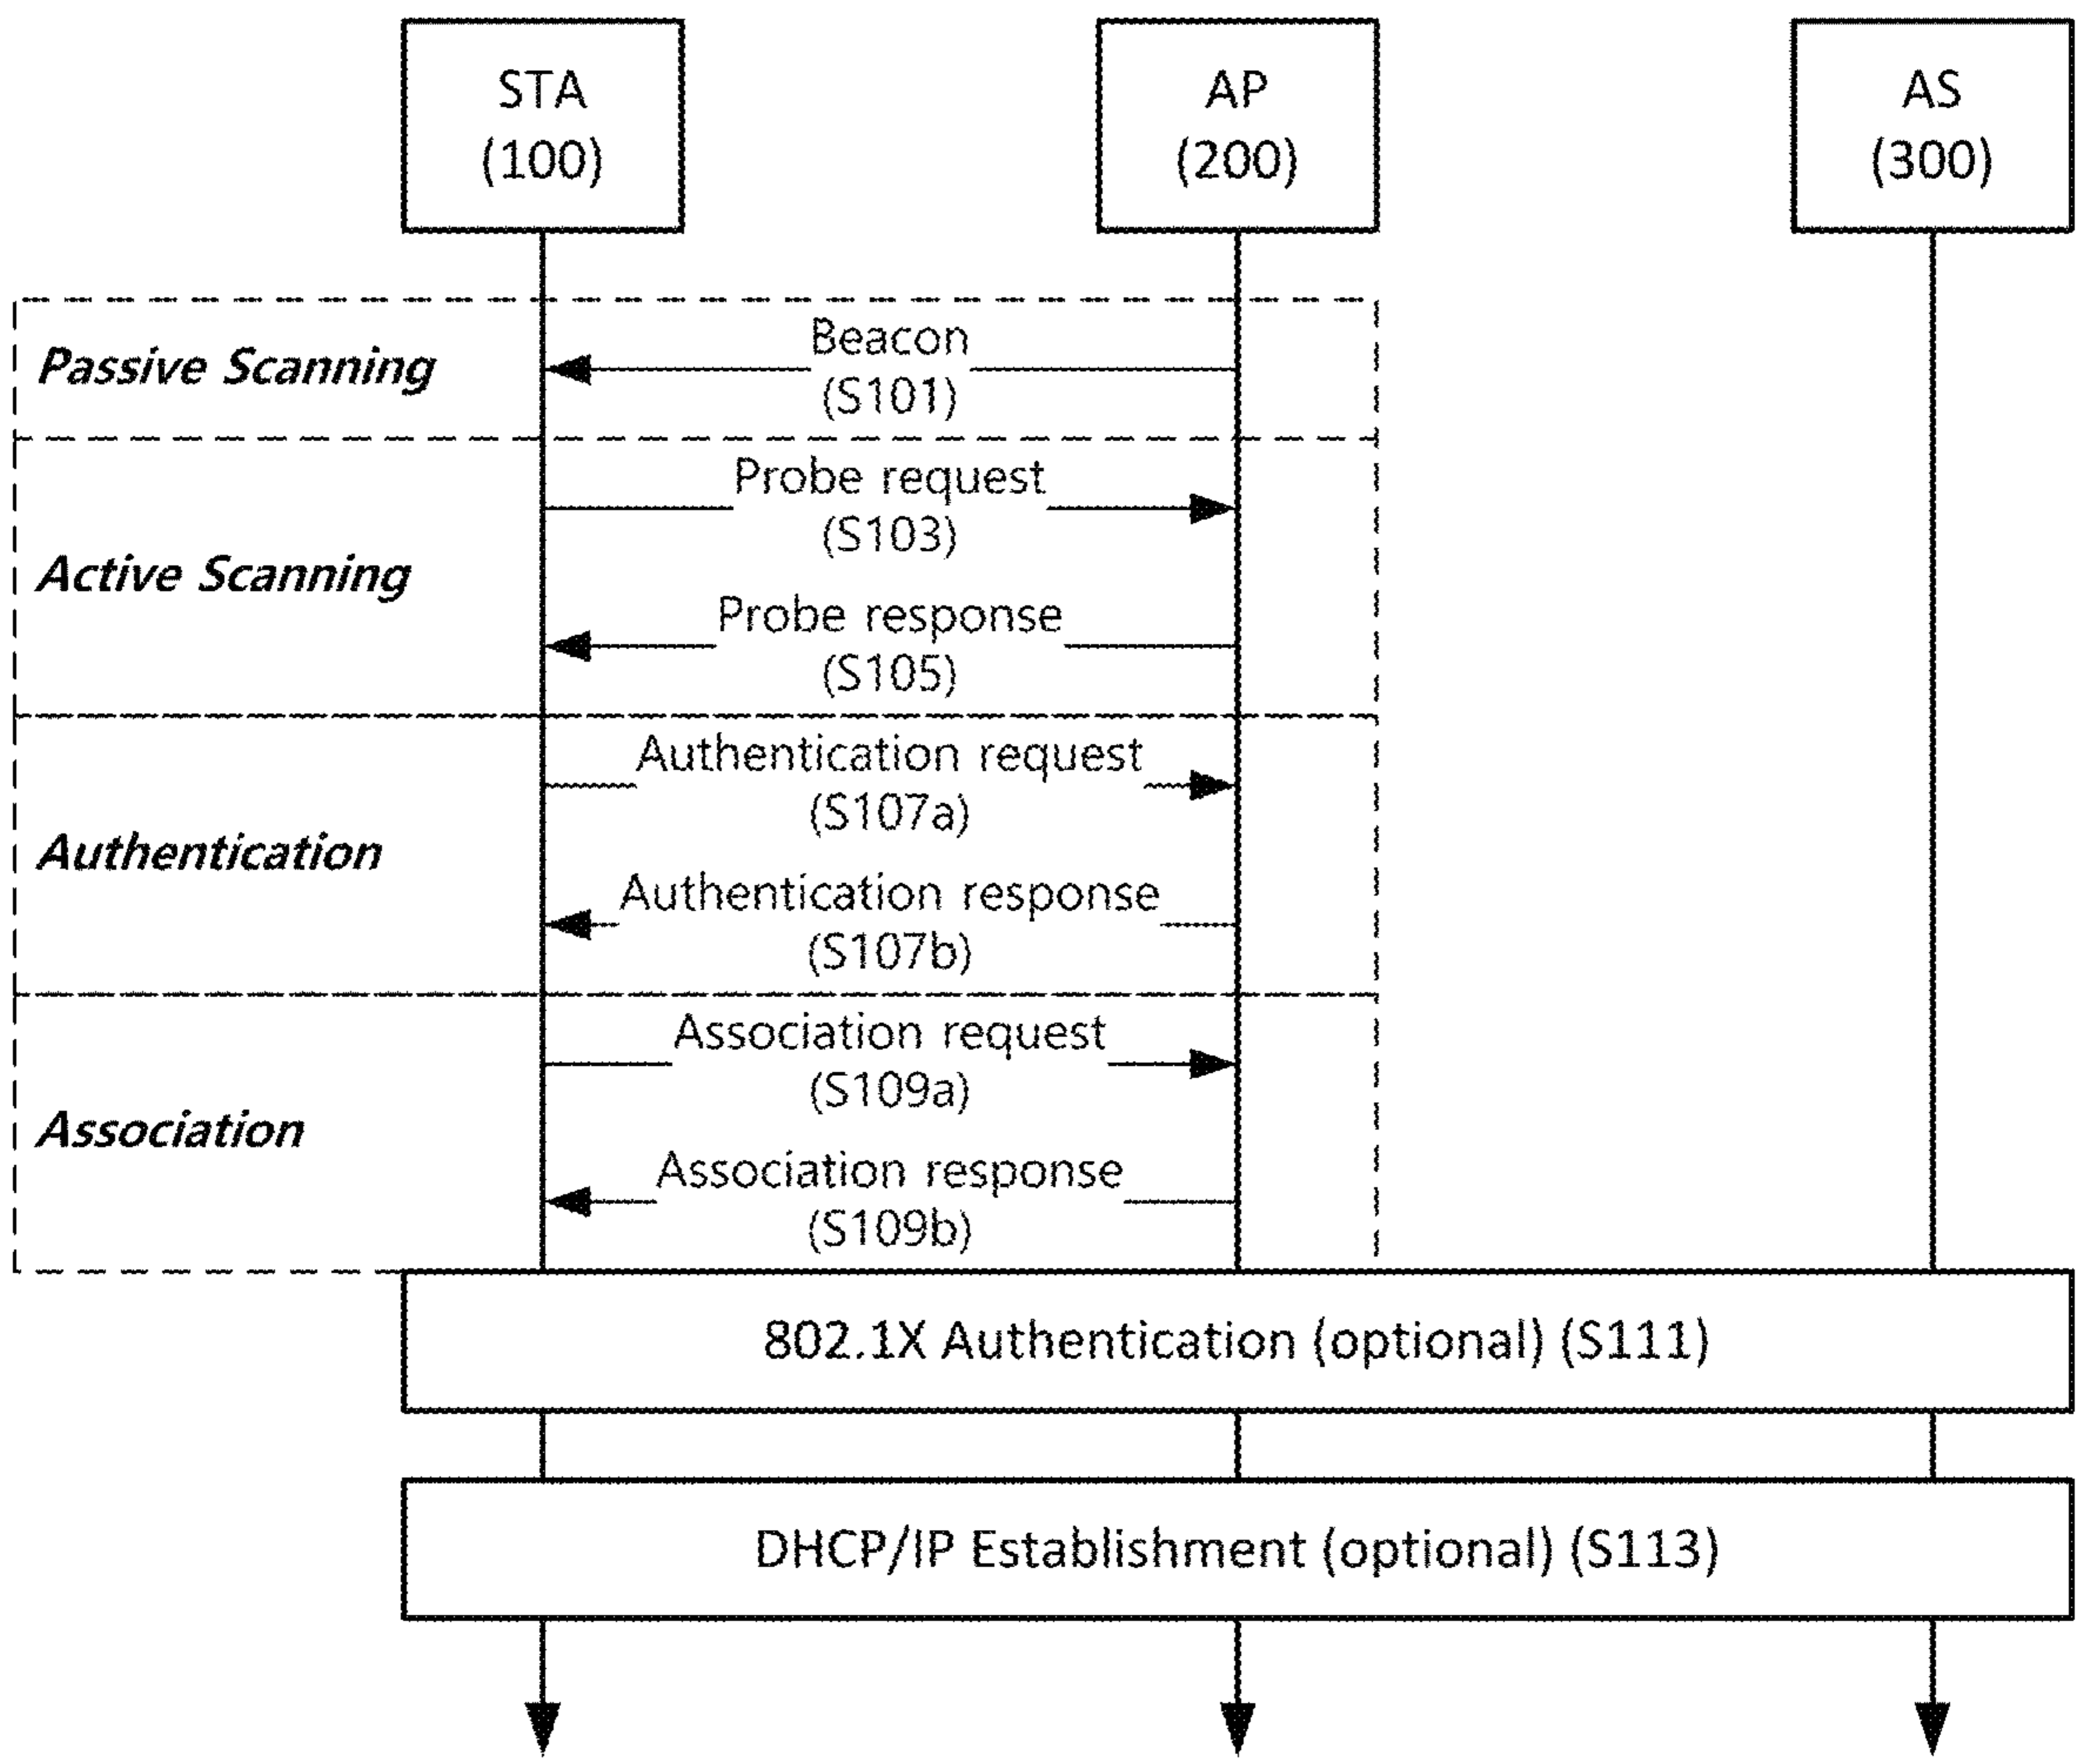 STA
(100)
AP
(200)
AS
(300)
Passive Scanning
Beacon
(S101)
Active Scanning
Probe request
(S103)
Probe response
(S105)
Authentication
Authentication request
(S107a)
Authentication response
(S107b)
Association
Association request
(S109a)
Association response
(S109b)
802.1X Authentication (optional) (S111)
DHCP/IP Establishment (optional) (S113)